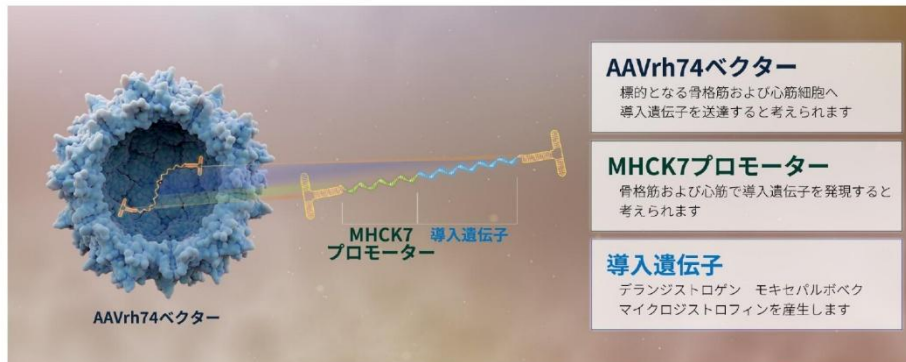 AAVrh74ベクター
MHCK7
プロモーター
導入遺伝子
AAVrh74ベクター
標的となる骨格筋および心筋細胞へ
導入遺伝子を送達すると考えられます
MHCK7プロモーター
骨格筋および心筋で導入遺伝子を発現すると
考えられます
導入遺伝子
デランジストロゲン　モキセパルボベク
マイクロジストロフィンを産生します